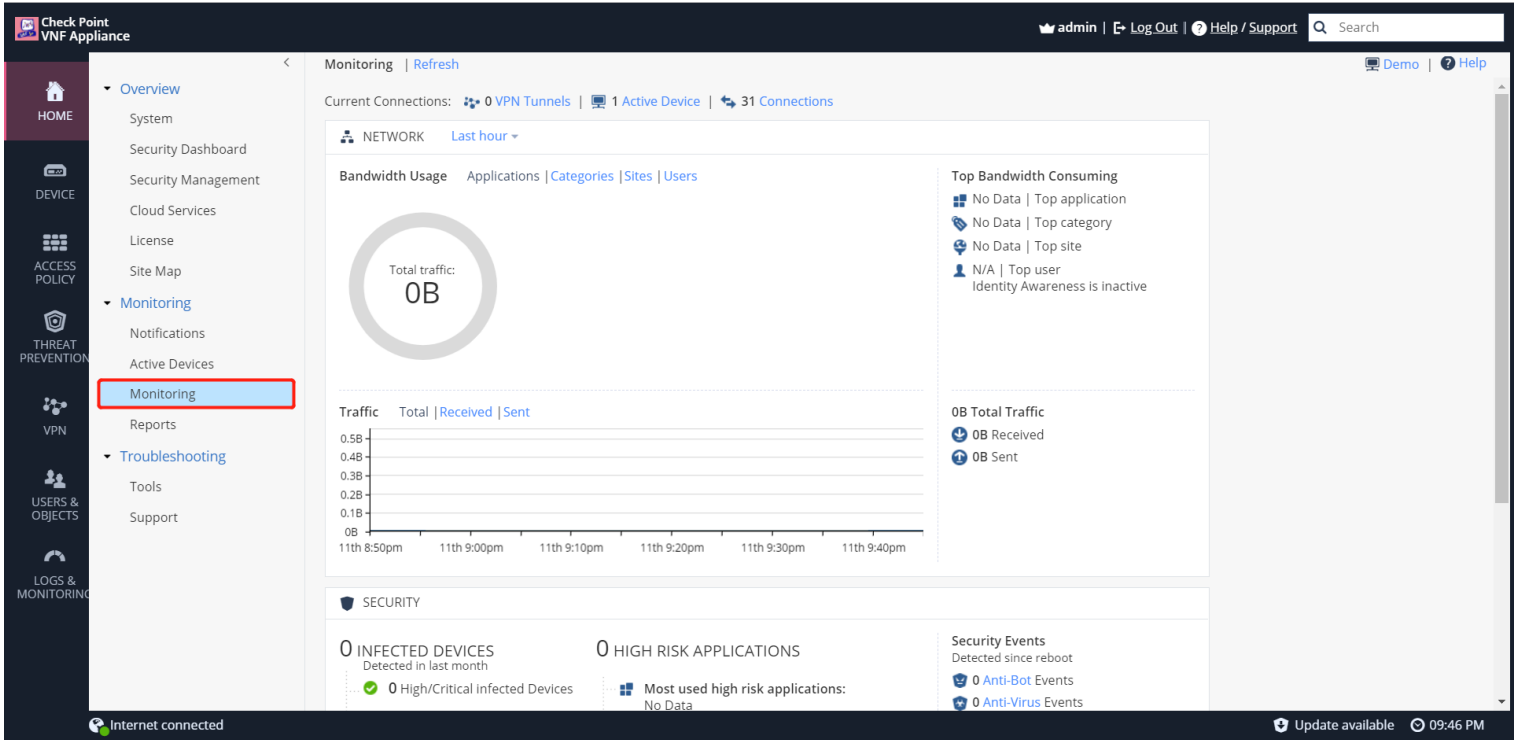 Check Point
VNF Appliance
admin | Log Out | Help / Support
Search
HOME
DEVICE
ACCESS
POLICY
THREAT
PREVENTION
VPN
USERS &
OBJECTS
LOGS &
MONITORING
Overview
System
Security Dashboard
Security Management
Cloud Services
License
Site Map
Monitoring
Notifications
Active Devices
Monitoring
Reports
Troubleshooting
Tools
Support
Monitoring | Refresh
Demo | Help
Current Connections: 0 VPN Tunnels | 1 Active Device | 31 Connections
NETWORK Last hour
Bandwidth Usage Applications | Categories | Sites | Users
Total traffic:
0B
Top Bandwidth Consuming
No Data | Top application
No Data | Top category
No Data | Top site
N/A | Top user
Identity Awareness is inactive
Traffic Total | Received | Sent
0.5B
0.4B
0.3B
0.2B
0.1B
0B
11th 8:50pm 11th 9:00pm 11th 9:10pm 11th 9:20pm 11th 9:30pm 11th 9:40pm
0B Total Traffic
0B Received
0B Sent
SECURITY
0 INFECTED DEVICES
Detected in last month
0 High/Critical infected Devices
0 HIGH RISK APPLICATIONS
Most used high risk applications:
No Data
Security Events
Detected since reboot
0 Anti-Bot Events
0 Anti-Virus Events
Internet connected
Update available 09:46 PM